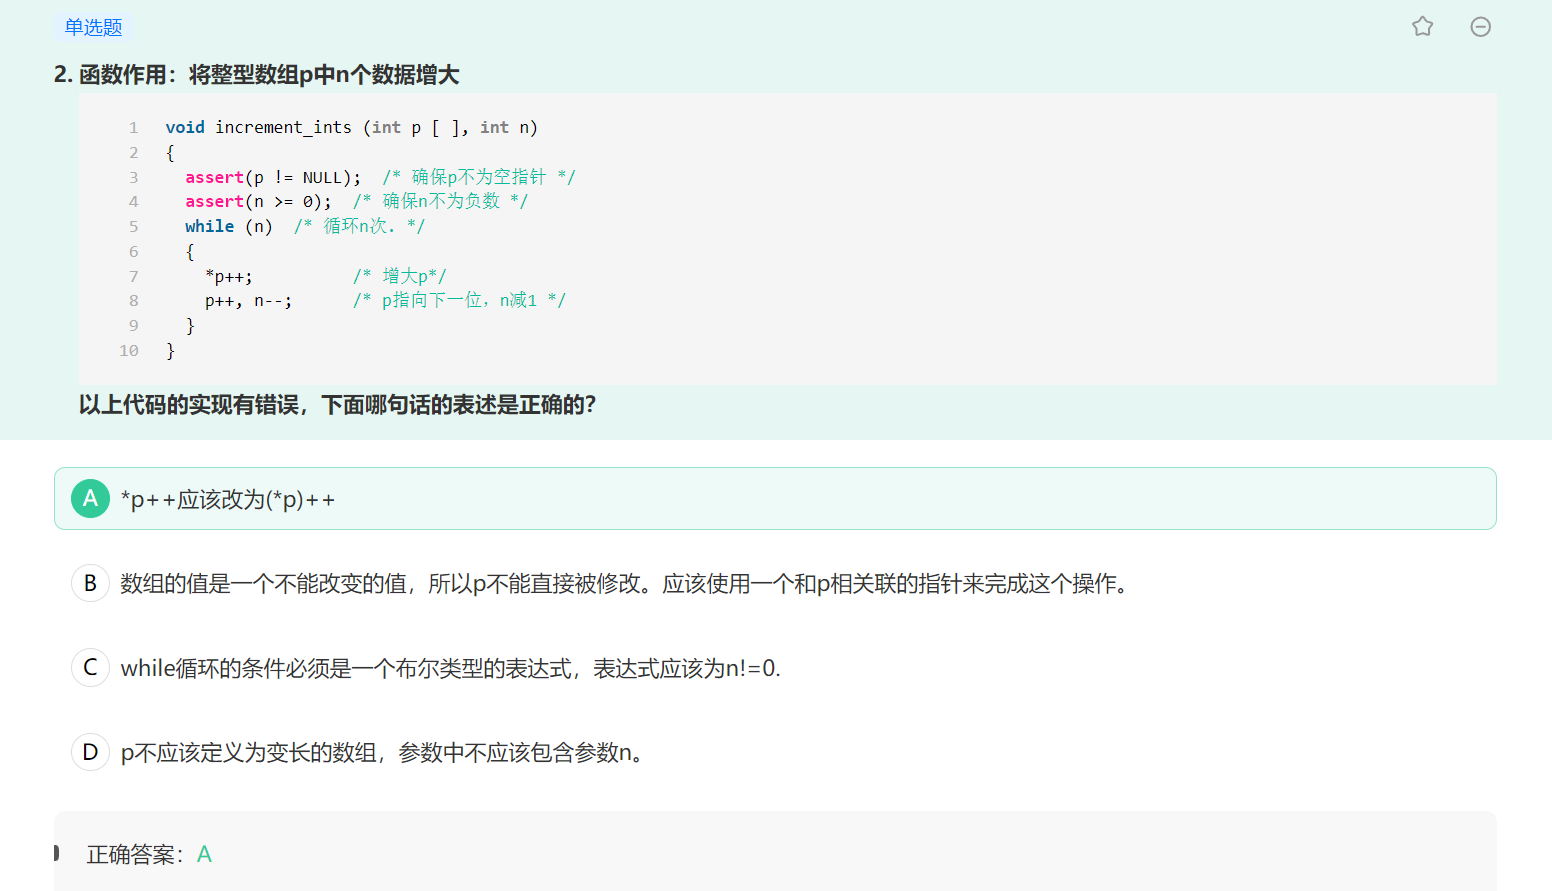 单选题
2. 函数作用：将整型数组p中n个数据增大
1 void increment_ints (int p [ ], int n)
2 {
3 assert(p != NULL); /* 确保p不为空指针 */
4 assert(n >= 0); /* 确保n不为负数 */
5 while (n) /* 循环n次. */
6 {
7 *p++; /* 增大p*/
8 p++, n--; /* p指向下一位，n减1 */
9 }
10 }
以上代码的实现有错误，下面哪句话的表述是正确的？
A *p++应该改为(*p)++
B 数组的值是一个不能改变的值，所以p不能直接被修改。应该使用一个和p相关联的指针来完成这个操作。
C while循环的条件必须是一个布尔类型的表达式，表达式应该为n!=0.
D p不应该定义为变长的数组，参数中不应该包含参数n。
正确答案：A